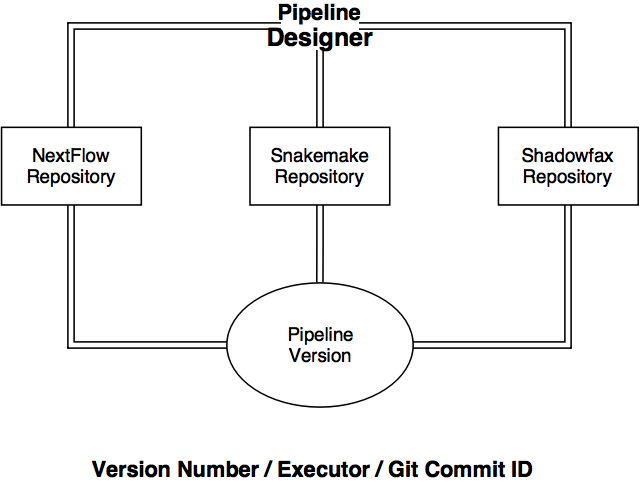 Pipeline
Designer
NextFlow
Repository
Snakemake
Repository
Shadowfax
Repository
Pipeline
Version
Version Number / Executor / Git Commit ID